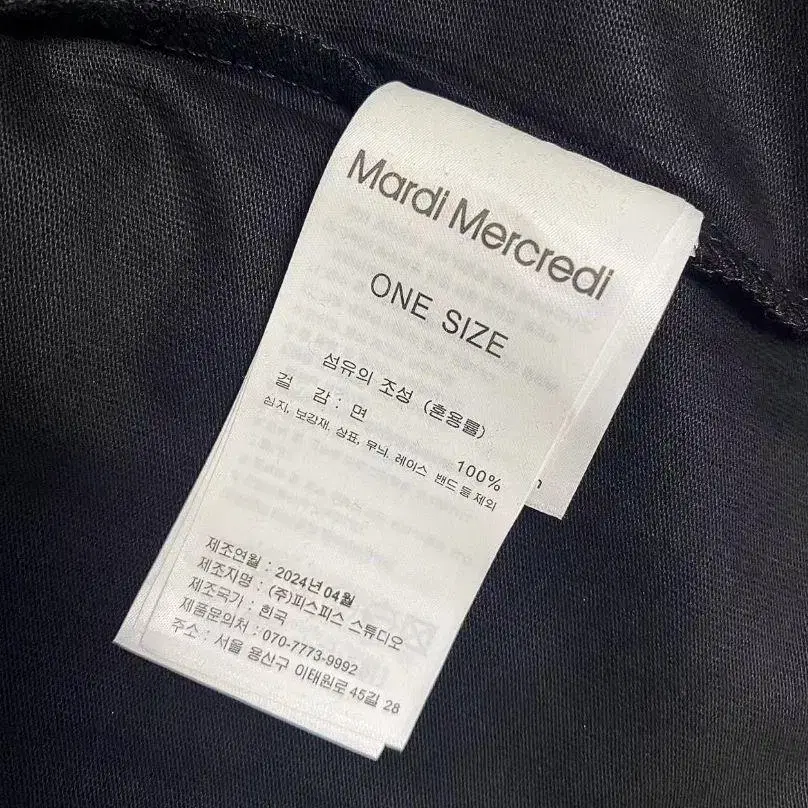 Mardi Mercredi
ONE SIZE
섬유의 조성 (혼용률)
겉 감 : 면 100%
심지, 보강재, 상표, 무늬, 레이스 밴드 등 제외
제조연월 : 2024년 04월
제조자명 : (주)피스피스 스튜디오
제조국가 : 한국
제품문의처 : 070-7773-9992
주소 : 서울 용산구 이태원로 45길 28